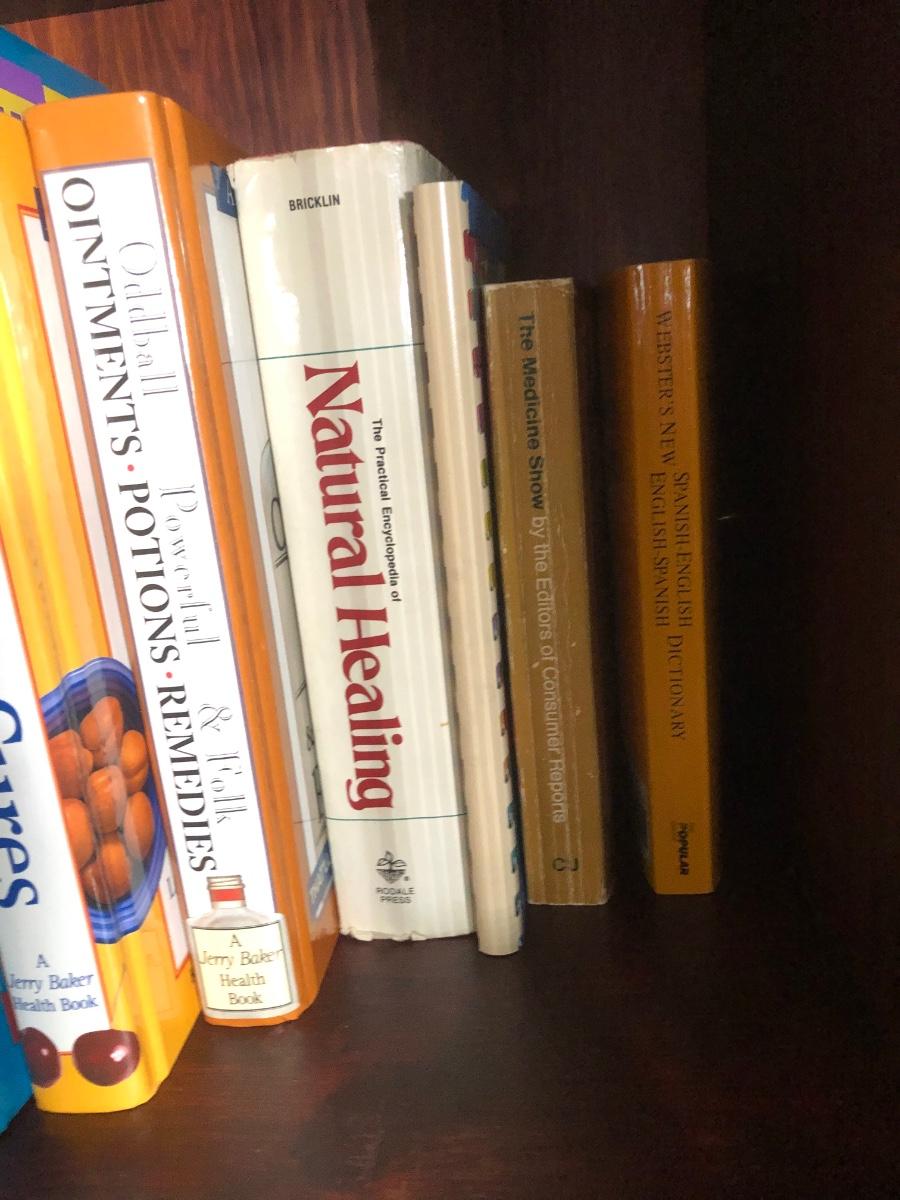 Cures
A
Jerry Baker
Health Book
Oddball Powerful & Folk
OINTMENTS • POTIONS • REMEDIES
A
Jerry Baker
Health
Book
BRICKLIN
The Practical Encyclopedia of
Natural Healing
RODALE
PRESS
The Medicine Show by the Editors of Consumer Reports
WEBSTER'S NEW SPANISH-ENGLISH DICTIONARY
ENGLISH-SPANISH
POPULAR